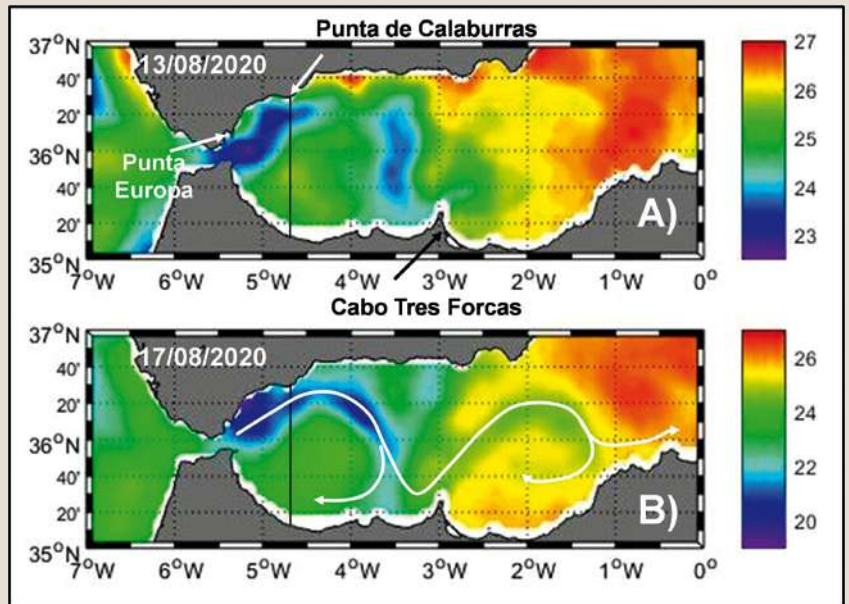 Punta de Calaburras
37°N
13/08/2020
27
40'
26
20'
25
36°N
Punta
Europa
24
40'
A)
20'
23
35°N
7°W 6°W 5°W 4°W 3°W 2°W 1°W 0°
Cabo Tres Forcas
37°N
17/08/2020
26
40'
24
20'
36°N
22
40'
B)
20
20'
35°N
7°W 6°W 5°W 4°W 3°W 2°W 1°W 0°